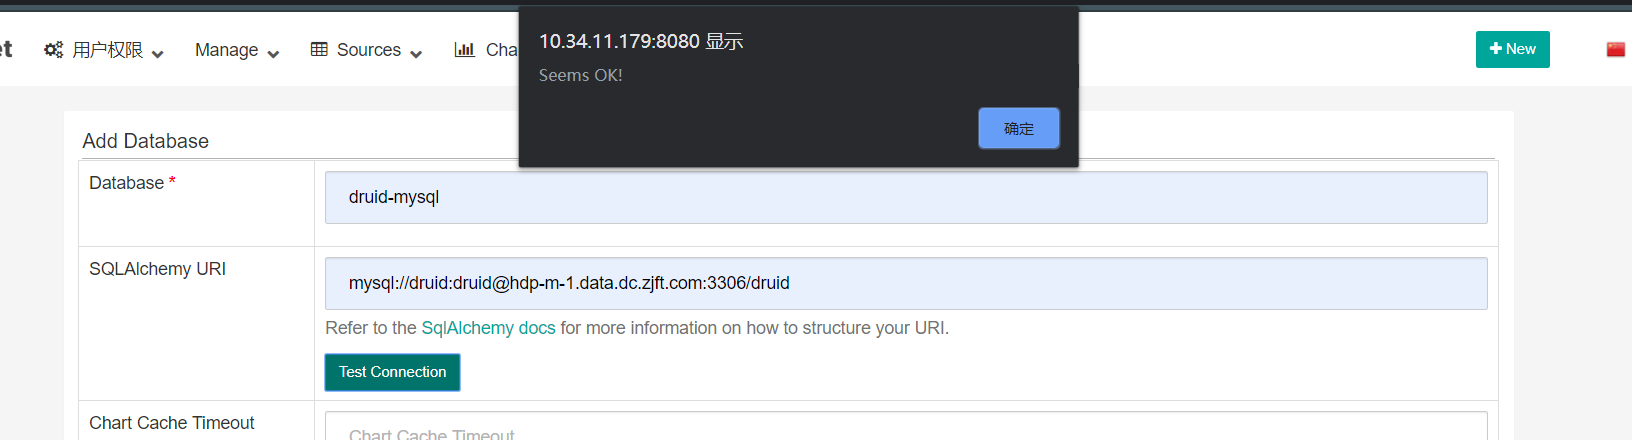 et 用户权限 Manage Sources Cha
10.34.11.179:8080 显示
Seems OK!
确定
New
Add Database
Database *
druid-mysql
SQLAlchemy URI
mysql://druid:druid@hdp-m-1.data.dc.zjft.com:3306/druid
Refer to the SqlAlchemy docs for more information on how to structure your URI.
Test Connection
Chart Cache Timeout
Chart Cache Timeout